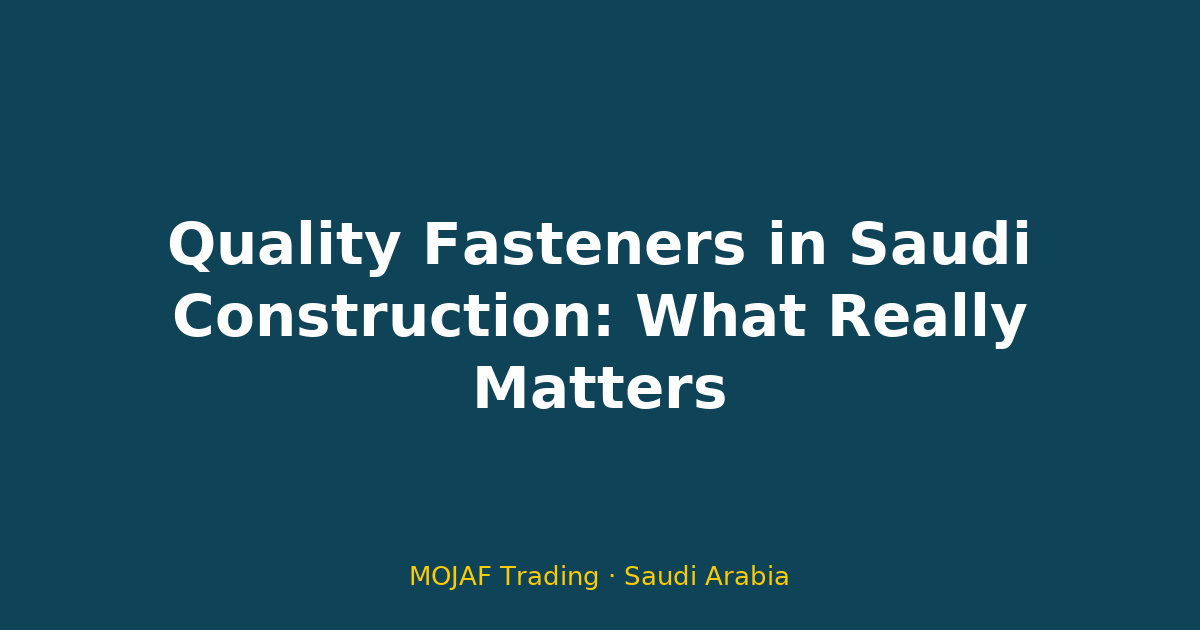 Quality Fasteners in Saudi
Construction: What Really
Matters
MOJAF Trading · Saudi Arabia